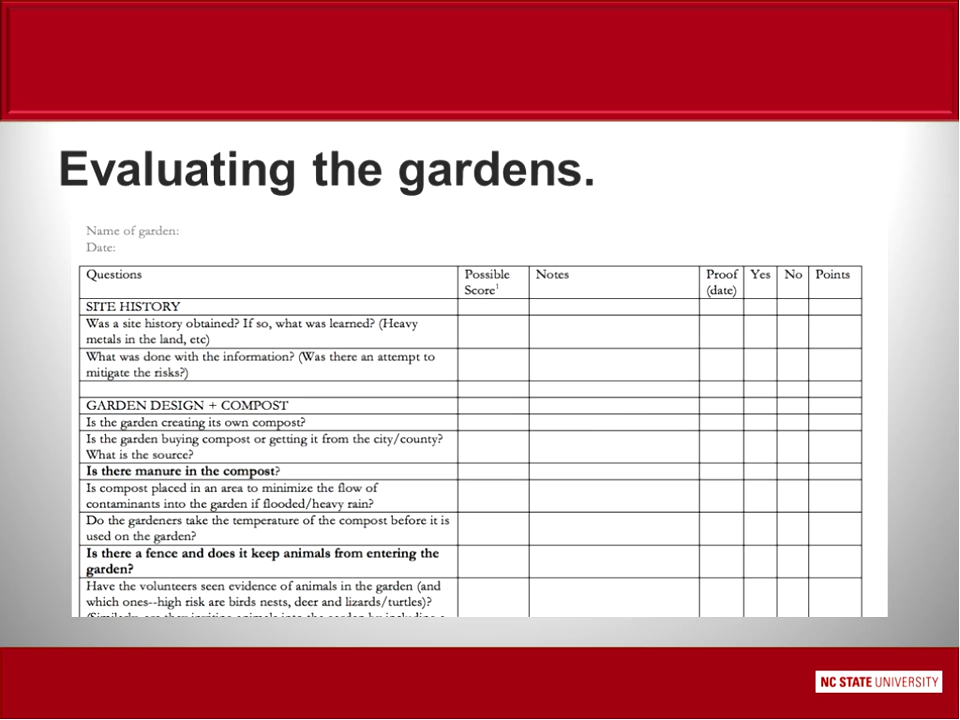 Evaluating the gardens.
Name of garden:
Date:
Questions Possible Score¹ Notes Proof (date) Yes No Points
SITE HISTORY
Was a site history obtained? If so, what was learned? (Heavy
metals in the land, etc)
What was done with the information? (Was there an attempt to
mitigate the risks?)
GARDEN DESIGN + COMPOST
Is the garden creating its own compost?
Is the garden buying compost or getting it from the city/county?
What is the source?
Is there manure in the compost?
Is compost placed in an area to minimize the flow of
contaminants into the garden if flooded/heavy rain?
Do the gardeners take the temperature of the compost before it is
used on the garden?
Is there a fence and does it keep animals from entering the
garden?
Have the volunteers seen evidence of animals in the garden (and
which ones--high risk are birds nests, deer and lizards/turtles)?
NC STATE UNIVERSITY